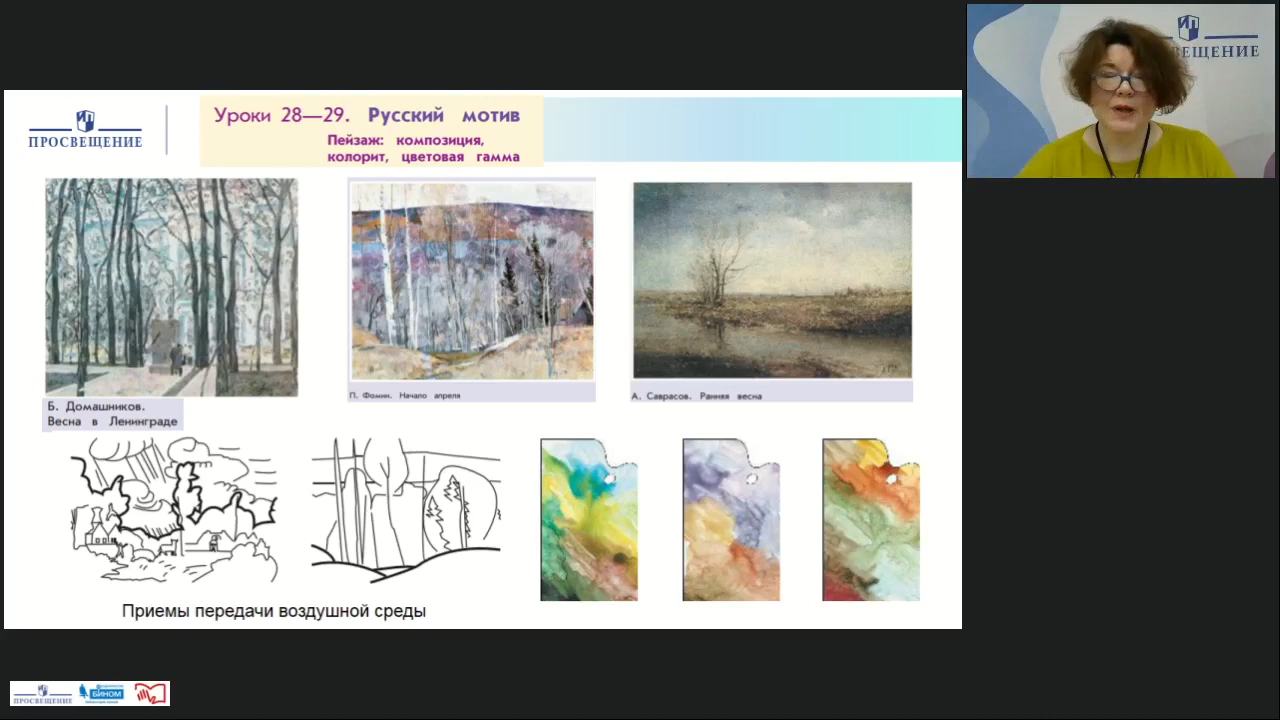 ПРОСВЕЩЕНИЕ
Уроки 28—29. Русский мотив
Пейзаж: композиция,
колорит, цветовая гамма
Б. Домашников.
Весна в Ленинграде
П. Фомин. Начало апреля
А. Саврасов. Ранняя весна
Приемы передачи воздушной среды
ВЕЩЕНИЕ
ПРОСВЕЩЕНИЕ
БИНОМ